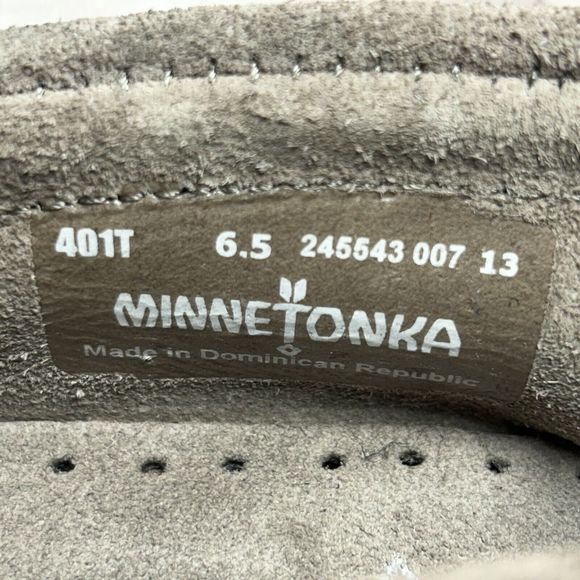 401T 6.5 245543 007 13
MINNETONKA
Made in Dominican Republic